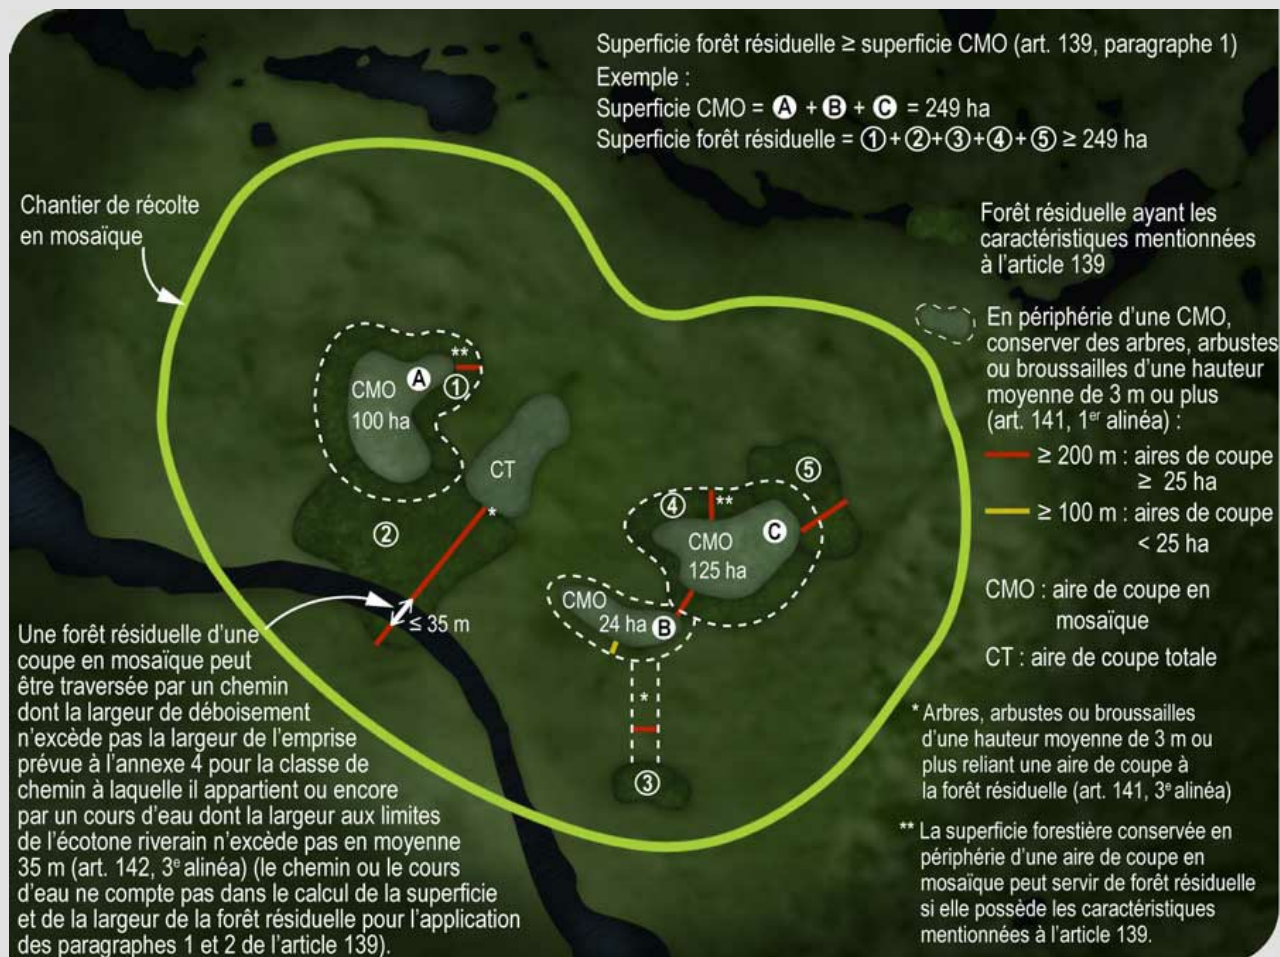 Superficie forêt résiduelle ≥ superficie CMO (art. 139, paragraphe 1)
Exemple :
Superficie CMO = A + B + C = 249 ha
Superficie forêt résiduelle = ①+②+③+④+⑤ ≥ 249 ha
Chantier de récolte
en mosaïque
Forêt résiduelle ayant les
caractéristiques mentionnées
à l'article 139
En périphérie d'une CMO,
conserver des arbres, arbustes
ou broussailles d'une hauteur
moyenne de 3 m ou plus
(art. 141, 1er alinéa) :
≥ 200 m : aires de coupe
≥ 25 ha
≥ 100 m : aires de coupe
< 25 ha
CMO : aire de coupe en
mosaïque
CT : aire de coupe totale
* Arbres, arbustes ou broussailles
d'une hauteur moyenne de 3 m ou
plus reliant une aire de coupe à
la forêt résiduelle (art. 141, 3e alinéa)
** La superficie forestière conservée en
périphérie d'une aire de coupe en
mosaïque peut servir de forêt résiduelle
si elle possède les caractéristiques
mentionnées à l'article 139.
**
A
①
CMO
100 ha
CT
*
②
≤ 35 m
⑤
④
**
C
CMO
125 ha
CMO
24 ha B
*
③
Une forêt résiduelle d'une
coupe en mosaïque peut
être traversée par un chemin
dont la largeur de déboisement
n'excède pas la largeur de l'emprise
prévue à l'annexe 4 pour la classe de
chemin à laquelle il appartient ou encore
par un cours d'eau dont la largeur aux limites
de l'écotone riverain n'excède pas en moyenne
35 m (art. 142, 3e alinéa) (le chemin ou le cours
d'eau ne compte pas dans le calcul de la superficie
et de la largeur de la forêt résiduelle pour l'application
des paragraphes 1 et 2 de l'article 139).